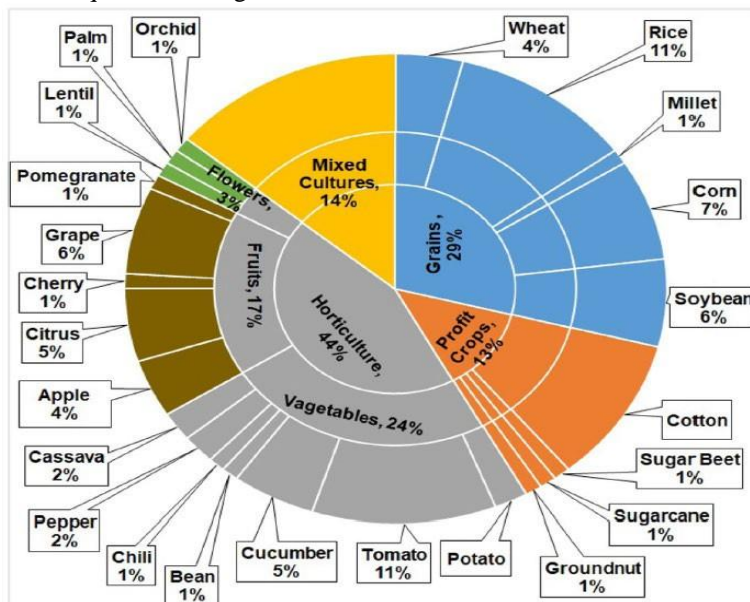 Orchid
1%
Palm
1%
Lentil
1%
Pomegranate
1%
Grape
6%
Cherry
1%
Citrus
5%
Apple
4%
Cassava
2%
Pepper
2%
Chili
1%
Bean
1%
Cucumber
5%
Tomato
11%
Potato
Groundnut
1%
Sugarcane
1%
Sugar Beet
1%
Cotton
Soybean
6%
Corn
7%
Millet
1%
Rice
11%
Wheat
4%
Mixed
Cultures,
14%
Flowers,
3%
Fruits, 17%
Horticulture,
44%
Vagetables, 24%
Grains ,
29%
Profit
Crops,
13%